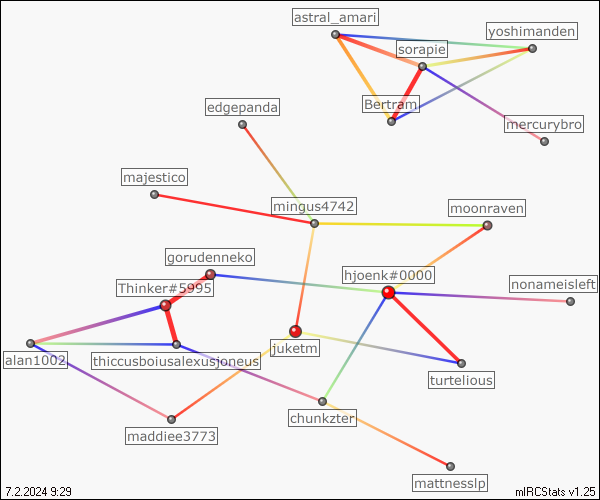 astral_amari
yoshimanden
sorapie
Bertram
edgepanda
mercurybro
majestico
mingus4742
moonraven
gorudenneko
hjoenk#0000
Thinker#5995
nonameisleft
juketm
alan1002
thiccusboiusalexusjoneus
turtelious
chunkzter
maddiee3773
mattnesslp
7.2.2024 9:29
mIRCStats v1.25